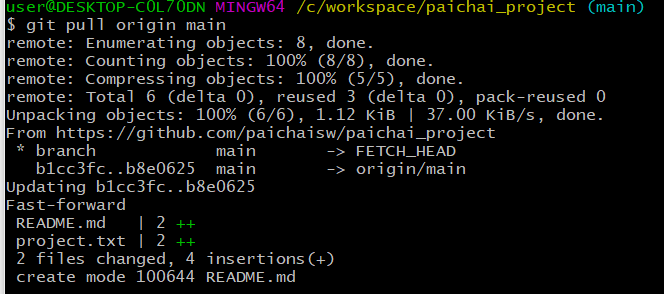 user@DESKTOP-C0L70DN MINGW64 /c/workspace/paichai_project (main)
$ git pull origin main
remote: Enumerating objects: 8, done.
remote: Counting objects: 100% (8/8), done.
remote: Compressing objects: 100% (5/5), done.
remote: Total 6 (delta 0), reused 3 (delta 0), pack-reused 0
Unpacking objects: 100% (6/6), 1.12 KiB | 37.00 KiB/s, done.
From https://github.com/paichaisw/paichai_project
 * branch            main       -> FETCH_HEAD
   b1cc3fc..b8e0625  main       -> origin/main
Updating b1cc3fc..b8e0625
Fast-forward
 README.md   | 2 ++
 project.txt | 2 ++
 2 files changed, 4 insertions(+)
 create mode 100644 README.md